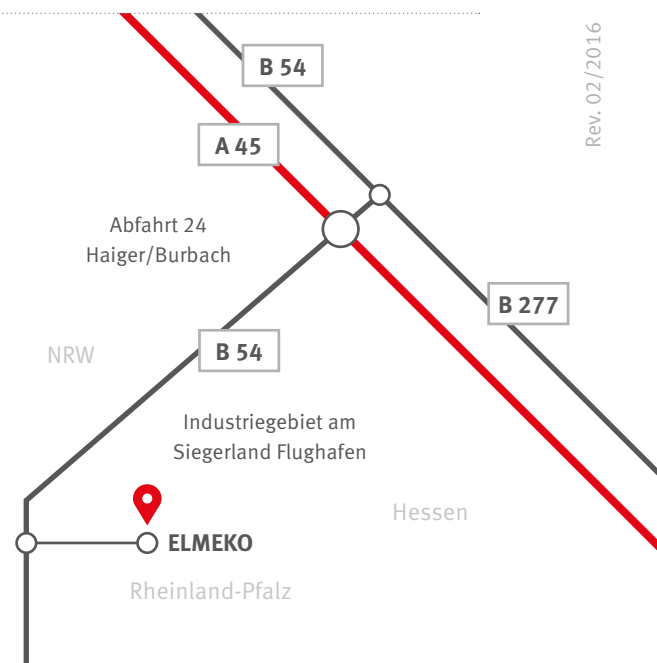 B 54
Rev. 02/2016
A 45
Abfahrt 24
Haiger/Burbach
B 277
B 54
NRW
Industriegebiet am
Siegerland Flughafen
Hessen
ELMEKO
Rheinland-Pfalz